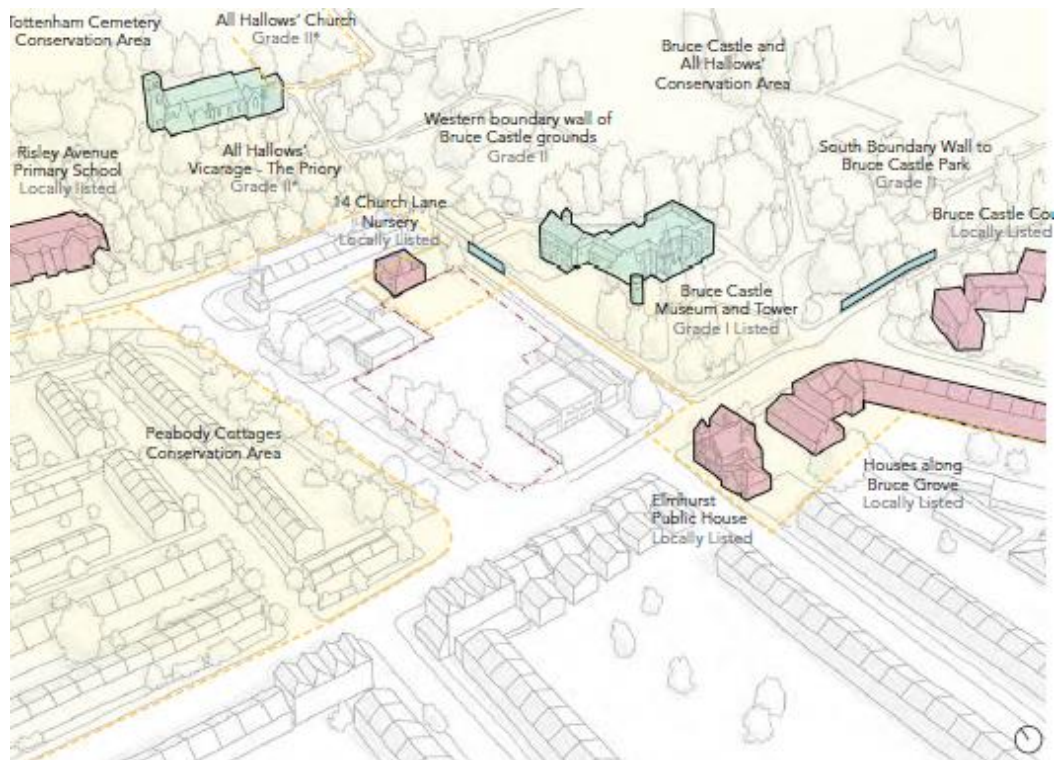 ottenham Cemetery
Conservation Area
All Hallows' Church
Grade II*
Bruce Castle and
All Hallows'
Conservation Area
Western boundary wall of
Bruce Castle grounds
Grade II
South Boundary Wall to
Bruce Castle Park
Grade II
Risley Avenue
Primary School
Locally listed
All Hallows'
Vicarage - The Priory
Grade II*
14 Church Lane
Nursery
Locally Listed
Bruce Castle Cou
Locally Listed
Bruce Castle
Museum and Tower
Grade I Listed
Peabody Cottages
Conservation Area
Houses along
Bruce Grove
Locally Listed
Elmhurst
Public House
Locally Listed